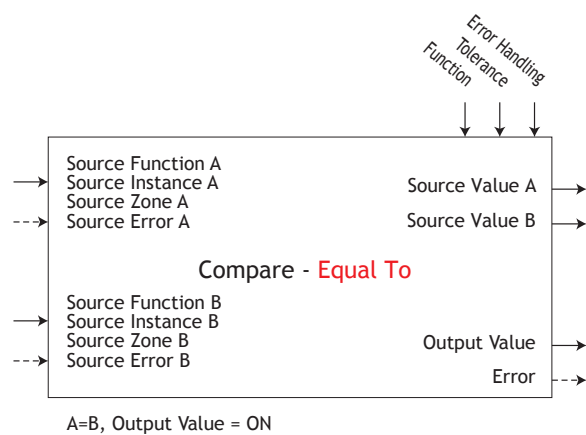 Error Handling
Tolerance
Function
Source Function A
Source Instance A
Source Zone A
Source Error A
Source Value A
Source Value B
Compare - Equal To
Source Function B
Source Instance B
Source Zone B
Source Error B
Output Value
Error
A=B, Output Value = ON